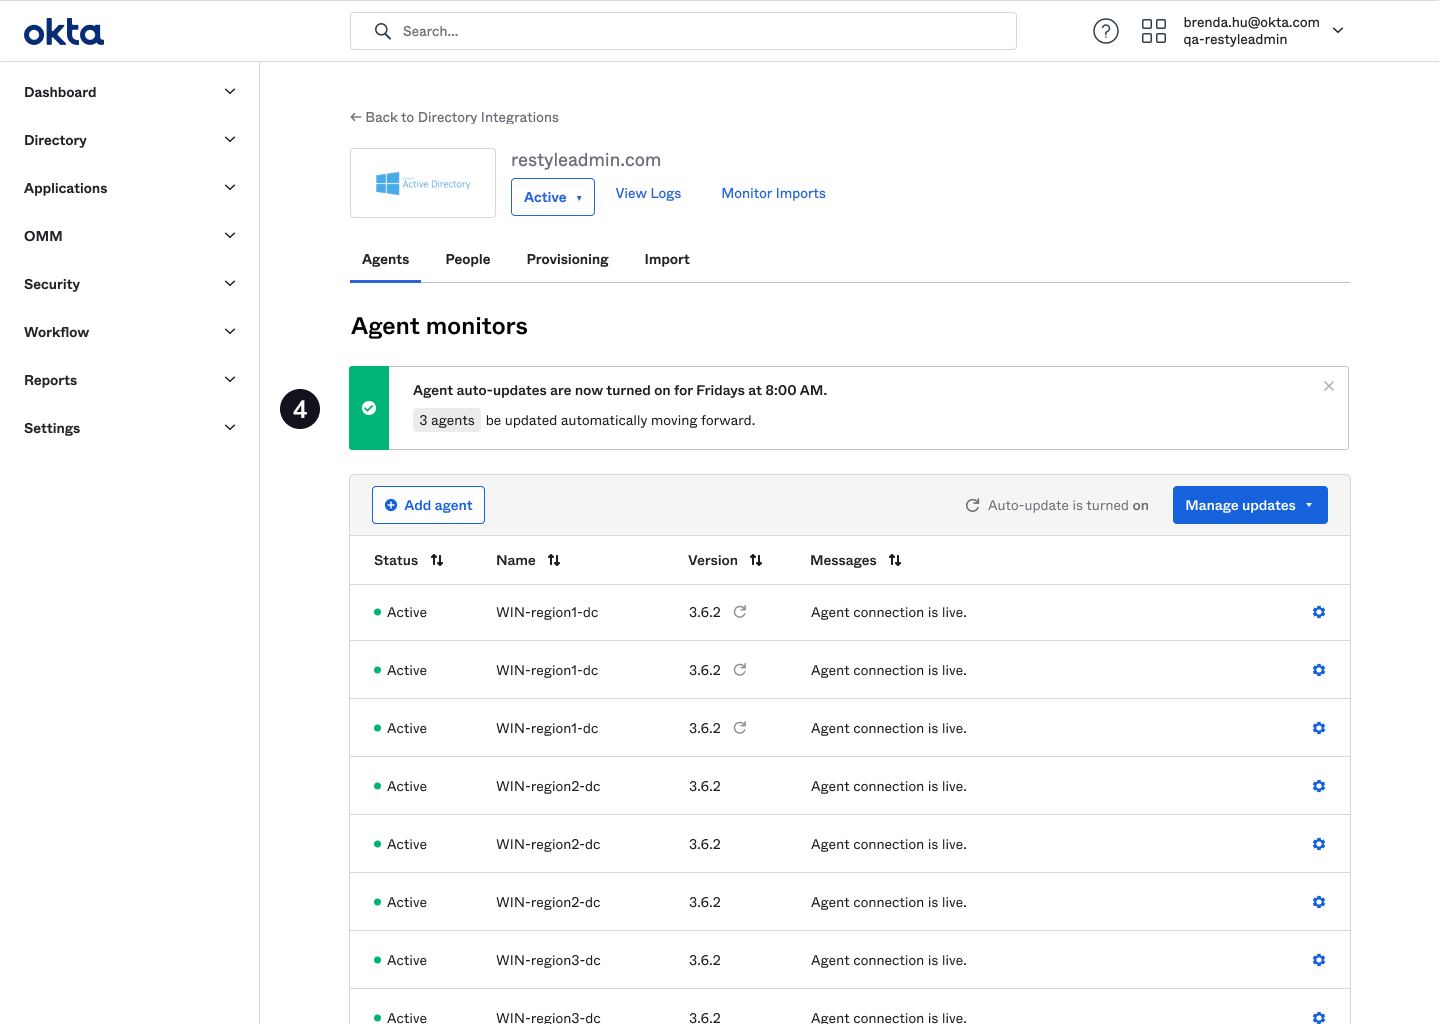 okta
Search...
?
brenda.hu@okta.com
qa-restyleadmin
Dashboard
Directory
Applications
OMM
Security
Workflow
Reports
Settings
← Back to Directory Integrations
Active Directory
restyleadmin.com
Active
View Logs
Monitor Imports
Agents People Provisioning Import
Agent monitors
4
Agent auto-updates are now turned on for Fridays at 8:00 AM.
3 agents be updated automatically moving forward.
Add agent
Auto-update is turned on
Manage updates
Status Name Version Messages
Active WIN-region1-dc 3.6.2 Agent connection is live.
Active WIN-region1-dc 3.6.2 Agent connection is live.
Active WIN-region1-dc 3.6.2 Agent connection is live.
Active WIN-region2-dc 3.6.2 Agent connection is live.
Active WIN-region2-dc 3.6.2 Agent connection is live.
Active WIN-region2-dc 3.6.2 Agent connection is live.
Active WIN-region3-dc 3.6.2 Agent connection is live.
Active WIN-region3-dc 3.6.2 Agent connection is live.